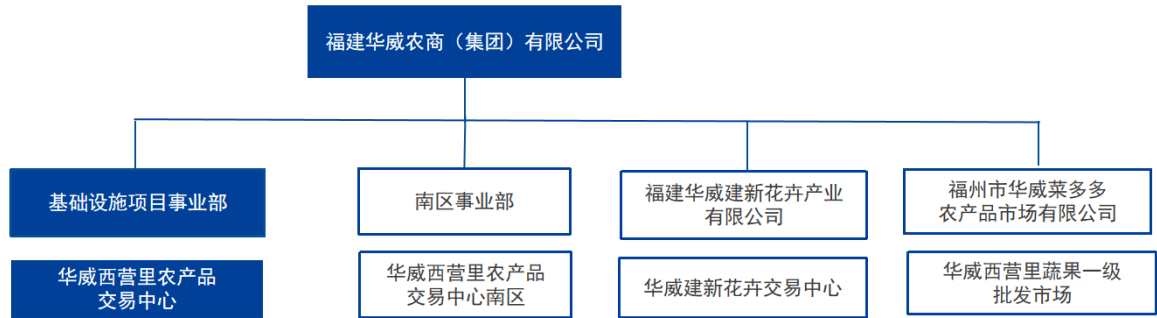 福建华威农商（集团）有限公司
基础设施项目事业部
南区事业部
福建华威建新花卉产业
有限公司
福州市华威菜多多
农产品市场有限公司
华威西营里农产品
交易中心
华威西营里农产品
交易中心南区
华威建新花卉交易中心
华威西营里蔬果一级
批发市场